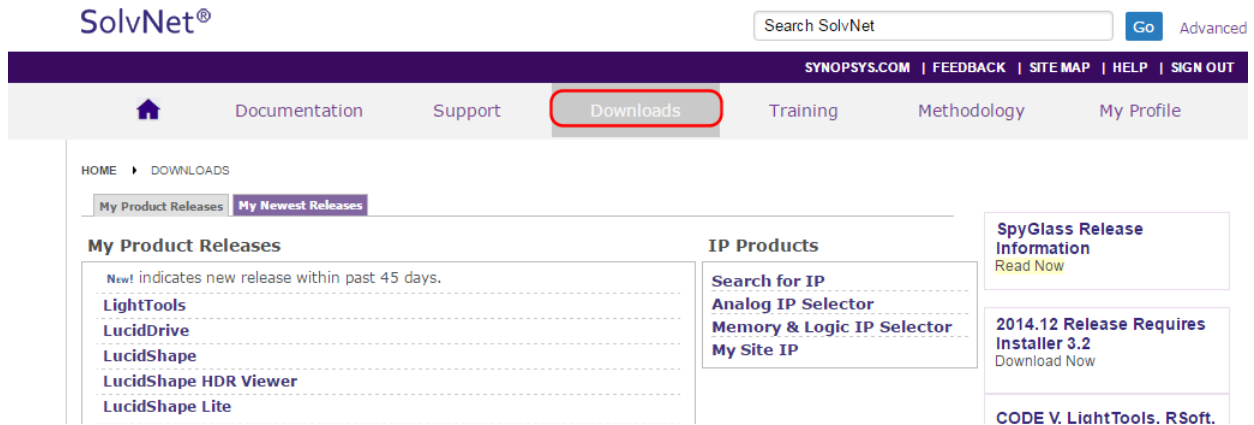 SolvNet®
Search SolvNet
Go
Advanced
SYNOPSYS.COM | FEEDBACK | SITE MAP | HELP | SIGN OUT
Documentation Support Downloads Training Methodology My Profile
HOME DOWNLOADS
My Product Releases My Newest Releases
My Product Releases
New! indicates new release within past 45 days.
LightTools
LucidDrive
LucidShape
LucidShape HDR Viewer
LucidShape Lite
IP Products
Search for IP
Analog IP Selector
Memory & Logic IP Selector
My Site IP
SpyGlass Release
Information
Read Now
2014.12 Release Requires
Installer 3.2
Download Now
CODE V, LightTools, RSoft,